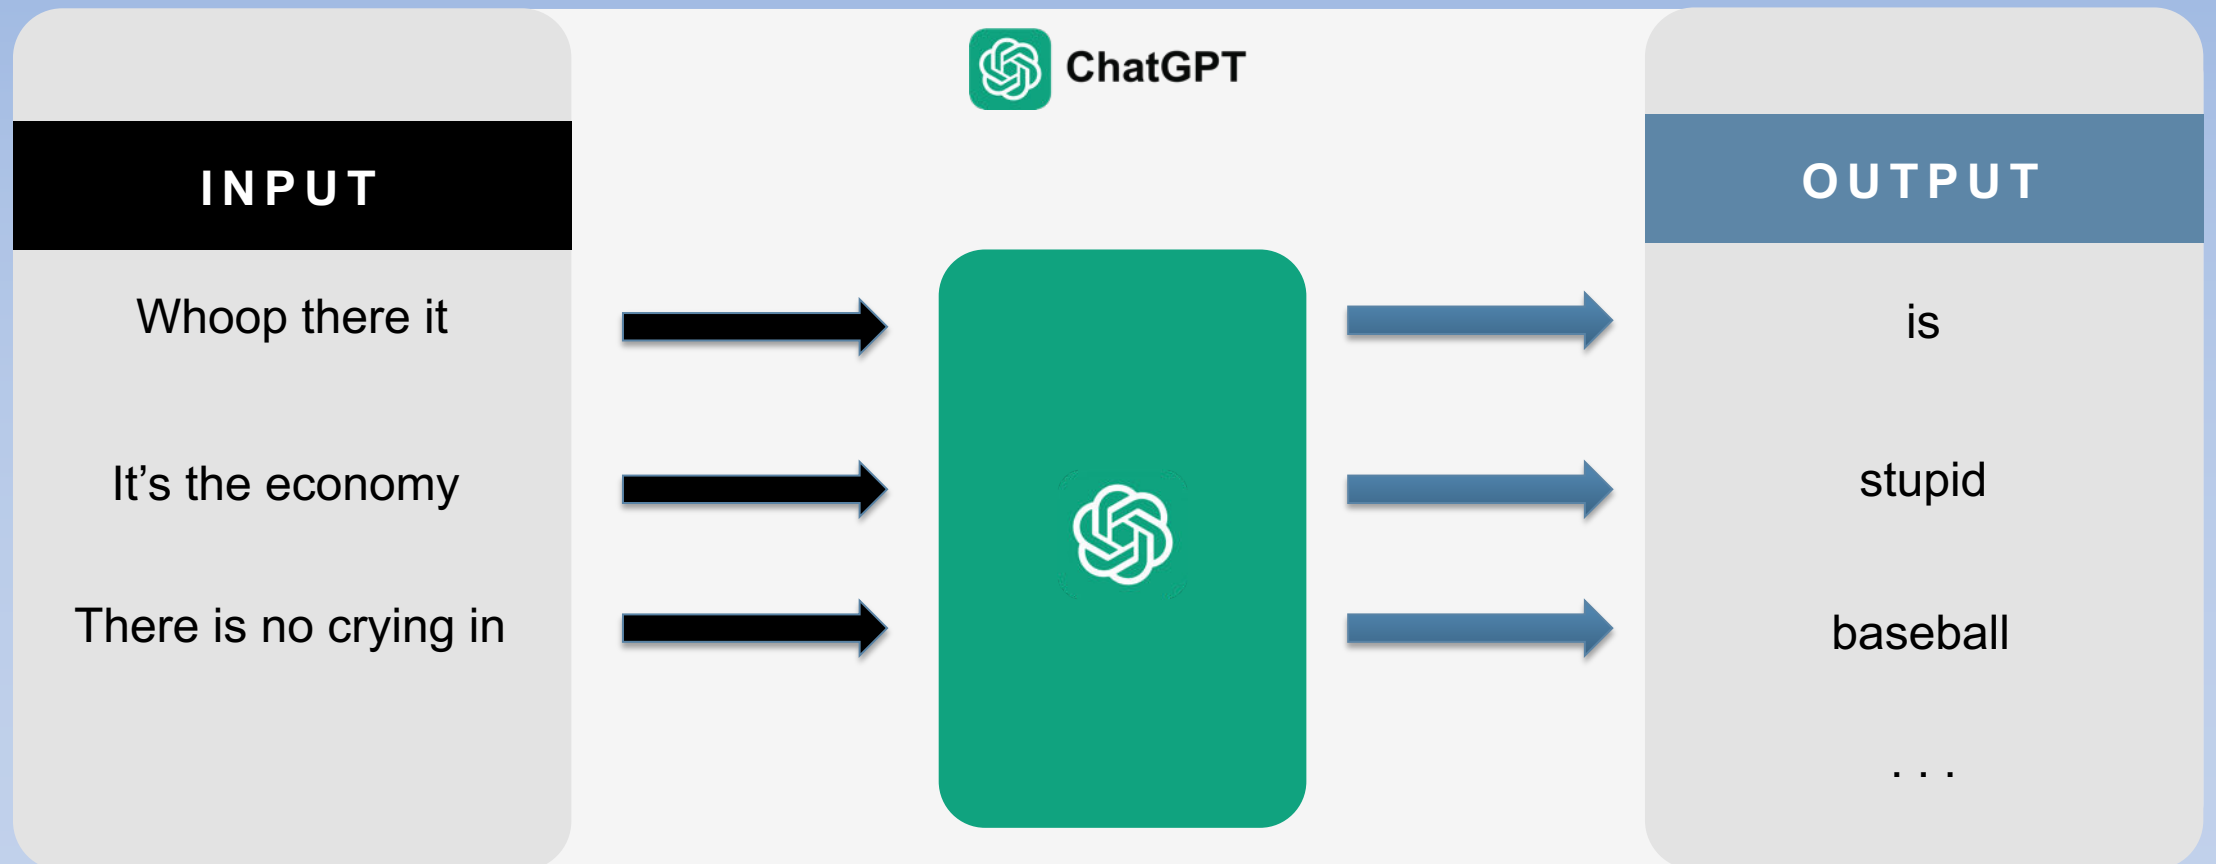 ChatGPT
INPUT
OUTPUT
Whoop there it
is
It’s the economy
stupid
There is no crying in
baseball
. . .